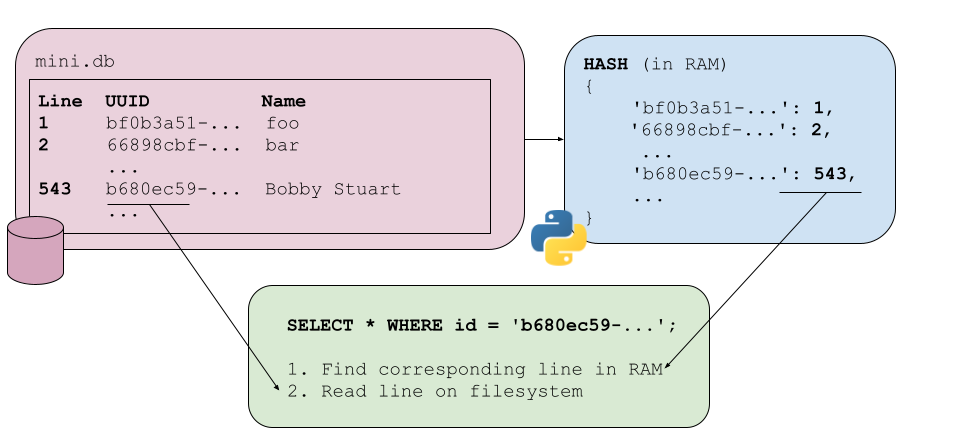 mini.db
Line UUID Name
1 bf0b3a51-... foo
2 66898cbf-... bar
...
543 b680ec59-... Bobby Stuart
...
HASH (in RAM)
{
'bf0b3a51-...': 1,
'66898cbf-...': 2,
...
'b680ec59-...': 543,
...
}
SELECT * WHERE id = 'b680ec59-...';
1. Find corresponding line in RAM
2. Read line on filesystem